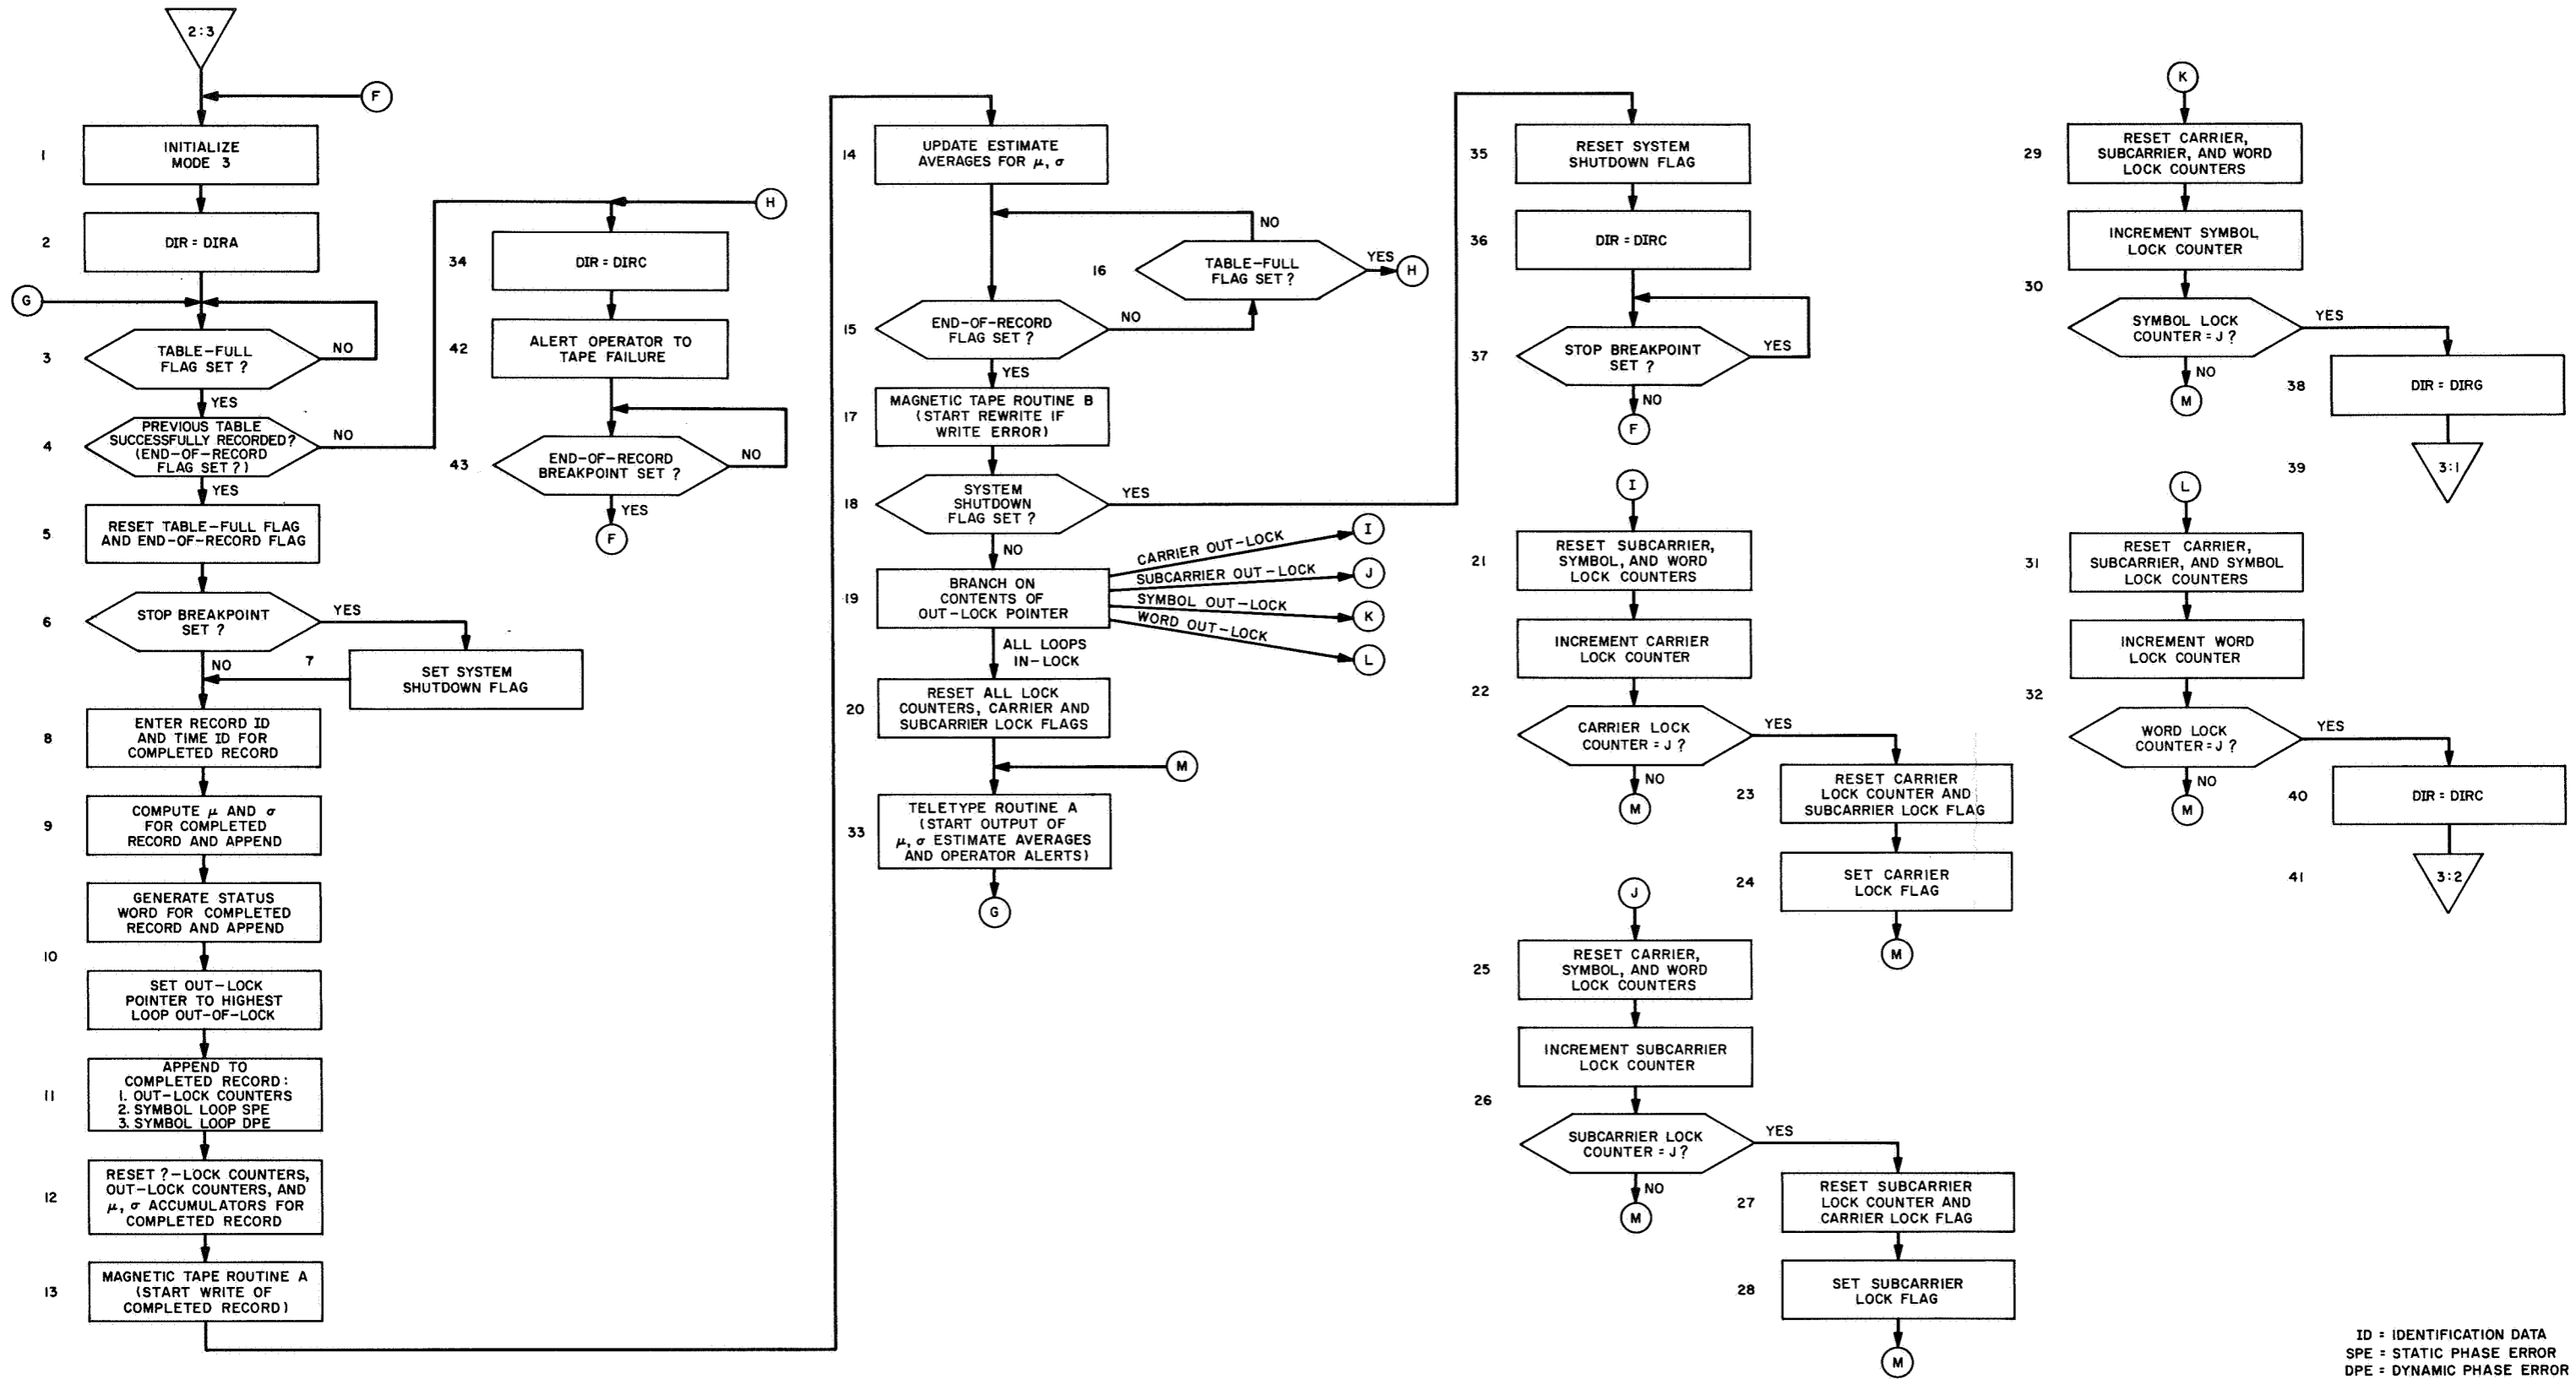 2:3
F
1
INITIALIZE
MODE 3
2
DIR = DIRA
G
3
TABLE-FULL
FLAG SET ?
NO
YES
4
PREVIOUS TABLE
SUCCESSFULLY RECORDED?
(END-OF-RECORD
FLAG SET ?)
NO
YES
5
RESET TABLE-FULL FLAG
AND END-OF-RECORD FLAG
6
STOP BREAKPOINT
SET ?
YES
NO
7
SET SYSTEM
SHUTDOWN FLAG
8
ENTER RECORD ID
AND TIME ID FOR
COMPLETED RECORD
9
COMPUTE μ AND σ
FOR COMPLETED
RECORD AND APPEND
GENERATE STATUS
WORD FOR COMPLETED
RECORD AND APPEND
10
SET OUT-LOCK
POINTER TO HIGHEST
LOOP OUT-OF-LOCK
11
APPEND TO
COMPLETED RECORD:
1. OUT-LOCK COUNTERS
2. SYMBOL LOOP SPE
3. SYMBOL LOOP DPE
12
RESET ?-LOCK COUNTERS,
OUT-LOCK COUNTERS, AND
μ, σ ACCUMULATORS FOR
COMPLETED RECORD
13
MAGNETIC TAPE ROUTINE A
(START WRITE OF
COMPLETED RECORD)
H
34
DIR = DIRC
42
ALERT OPERATOR TO
TAPE FAILURE
43
END-OF-RECORD
BREAKPOINT SET ?
NO
YES
F
14
UPDATE ESTIMATE
AVERAGES FOR μ, σ
NO
16
TABLE-FULL
FLAG SET ?
YES
H
15
END-OF-RECORD
FLAG SET ?
NO
YES
17
MAGNETIC TAPE ROUTINE B
(START REWRITE IF
WRITE ERROR)
18
SYSTEM
SHUTDOWN
FLAG SET ?
YES
NO
19
BRANCH ON
CONTENTS OF
OUT-LOCK POINTER
CARRIER OUT-LOCK
I
SUBCARRIER OUT-LOCK
J
SYMBOL OUT-LOCK
K
WORD OUT-LOCK
L
ALL LOOPS
IN-LOCK
20
RESET ALL LOCK
COUNTERS, CARRIER AND
SUBCARRIER LOCK FLAGS
M
33
TELETYPE ROUTINE A
(START OUTPUT OF
μ, σ ESTIMATE AVERAGES
AND OPERATOR ALERTS)
G
35
RESET SYSTEM
SHUTDOWN FLAG
36
DIR = DIRC
37
STOP BREAKPOINT
SET ?
YES
NO
F
I
21
RESET SUBCARRIER,
SYMBOL, AND WORD
LOCK COUNTERS
INCREMENT CARRIER
LOCK COUNTER
22
CARRIER LOCK
COUNTER = J ?
YES
NO
M
23
RESET CARRIER
LOCK COUNTER AND
SUBCARRIER LOCK FLAG
24
SET CARRIER
LOCK FLAG
M
J
25
RESET CARRIER,
SYMBOL, AND WORD
LOCK COUNTERS
INCREMENT SUBCARRIER
LOCK COUNTER
26
SUBCARRIER LOCK
COUNTER = J ?
YES
NO
M
27
RESET SUBCARRIER
LOCK COUNTER AND
CARRIER LOCK FLAG
28
SET SUBCARRIER
LOCK FLAG
M
K
29
RESET CARRIER,
SUBCARRIER, AND WORD
LOCK COUNTERS
INCREMENT SYMBOL
LOCK COUNTER
30
SYMBOL LOCK
COUNTER = J ?
YES
NO
M
38
DIR = DIRG
39
3:1
L
31
RESET CARRIER,
SUBCARRIER, AND SYMBOL
LOCK COUNTERS
INCREMENT WORD
LOCK COUNTER
32
WORD LOCK
COUNTER = J ?
YES
NO
M
40
DIR = DIRC
41
3:2
ID = IDENTIFICATION DATA
SPE = STATIC PHASE ERROR
DPE = DYNAMIC PHASE ERROR